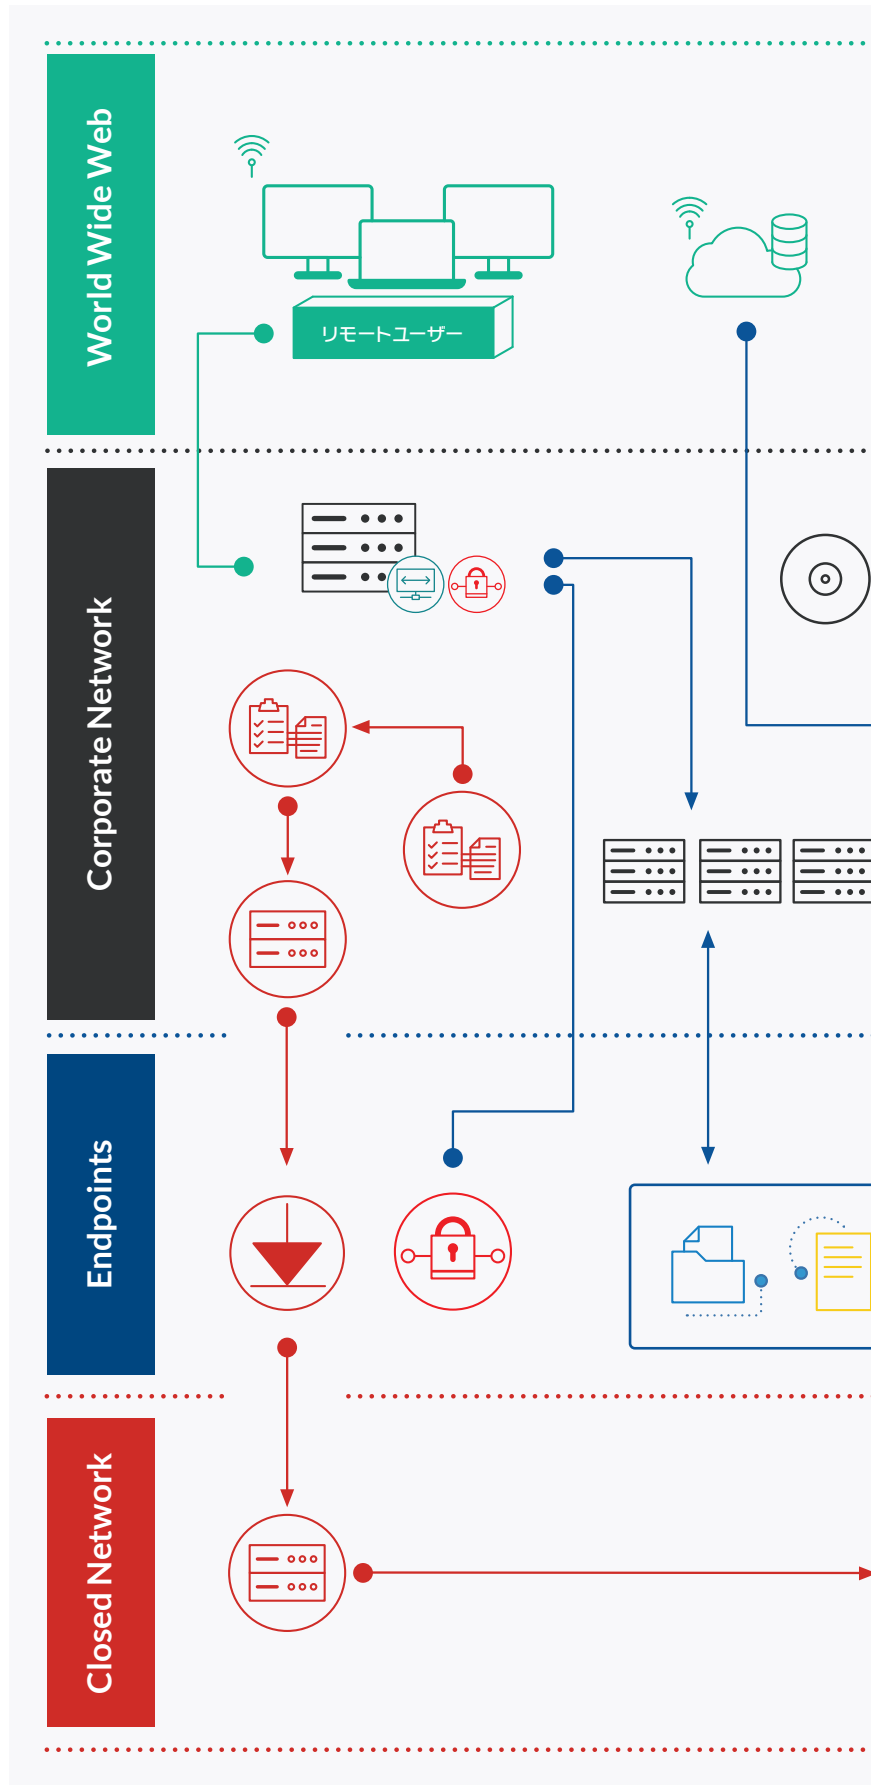 World Wide Web
リモートユーザー
Corporate Network
Endpoints
Closed Network